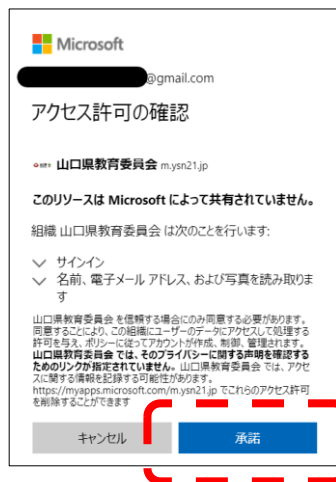 Microsoft
@gmail.com
アクセス許可の確認
山口県教育委員会 m.ysn21.jp
このリソースは Microsoft によって共有されていません。
組織 山口県教育委員会 は次のことを行います:
サインイン
名前、電子メール アドレス、および写真を読み取りま
す
山口県教育委員会 を信頼する場合にのみ同意する必要があります。
同意することにより、この組織にユーザーのデータにアクセスして処理する
許可を与え、ポリシーに従ってアカウントが作成、制御、管理されます。
山口県教育委員会 では、そのプライバシーに関する声明を確認する
ためのリンクが指定されていません。山口県教育委員会 では、アクセ
スに関する情報を記録する可能性があります。
https://myapps.microsoft.com/m.ysn21.jp でこれらのアクセス許可
を削除することができます
キャンセル
承諾